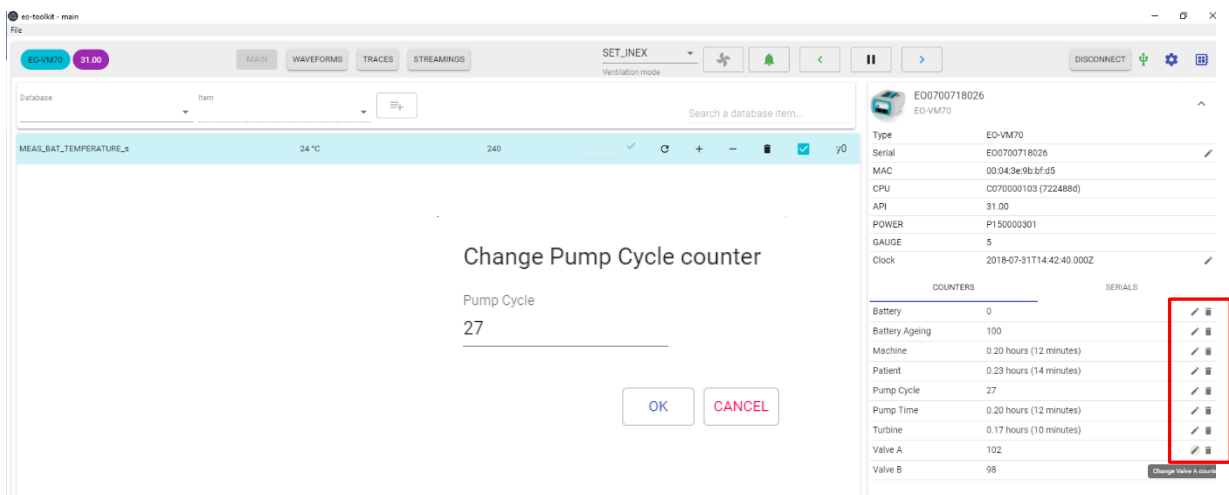 eo-toolkit - main
File
EO-VM70 31.00 MAIN WAVEFORMS TRACES STREAMINGS SET_INEX DISCONNECT
Ventilation mode
Database Item Search a database item...
MEAS_BAT_TEMPERATURE_s 24 °C 240 y0
Change Pump Cycle counter
Pump Cycle
27
OK CANCEL
EO0700718026
EO-VM70
Type EO-VM70
Serial EO0700718026
MAC 00:04:3e:9b:bf:d5
CPU C070000103 (722488d)
API 31.00
POWER P150000301
GAUGE 5
Clock 2018-07-31T14:42:40.000Z
COUNTERS SERIALS
Battery 0
Battery Ageing 100
Machine 0.20 hours (12 minutes)
Patient 0.23 hours (14 minutes)
Pump Cycle 27
Pump Time 0.20 hours (12 minutes)
Turbine 0.17 hours (10 minutes)
Valve A 102
Valve B 98
Change Valve A counte